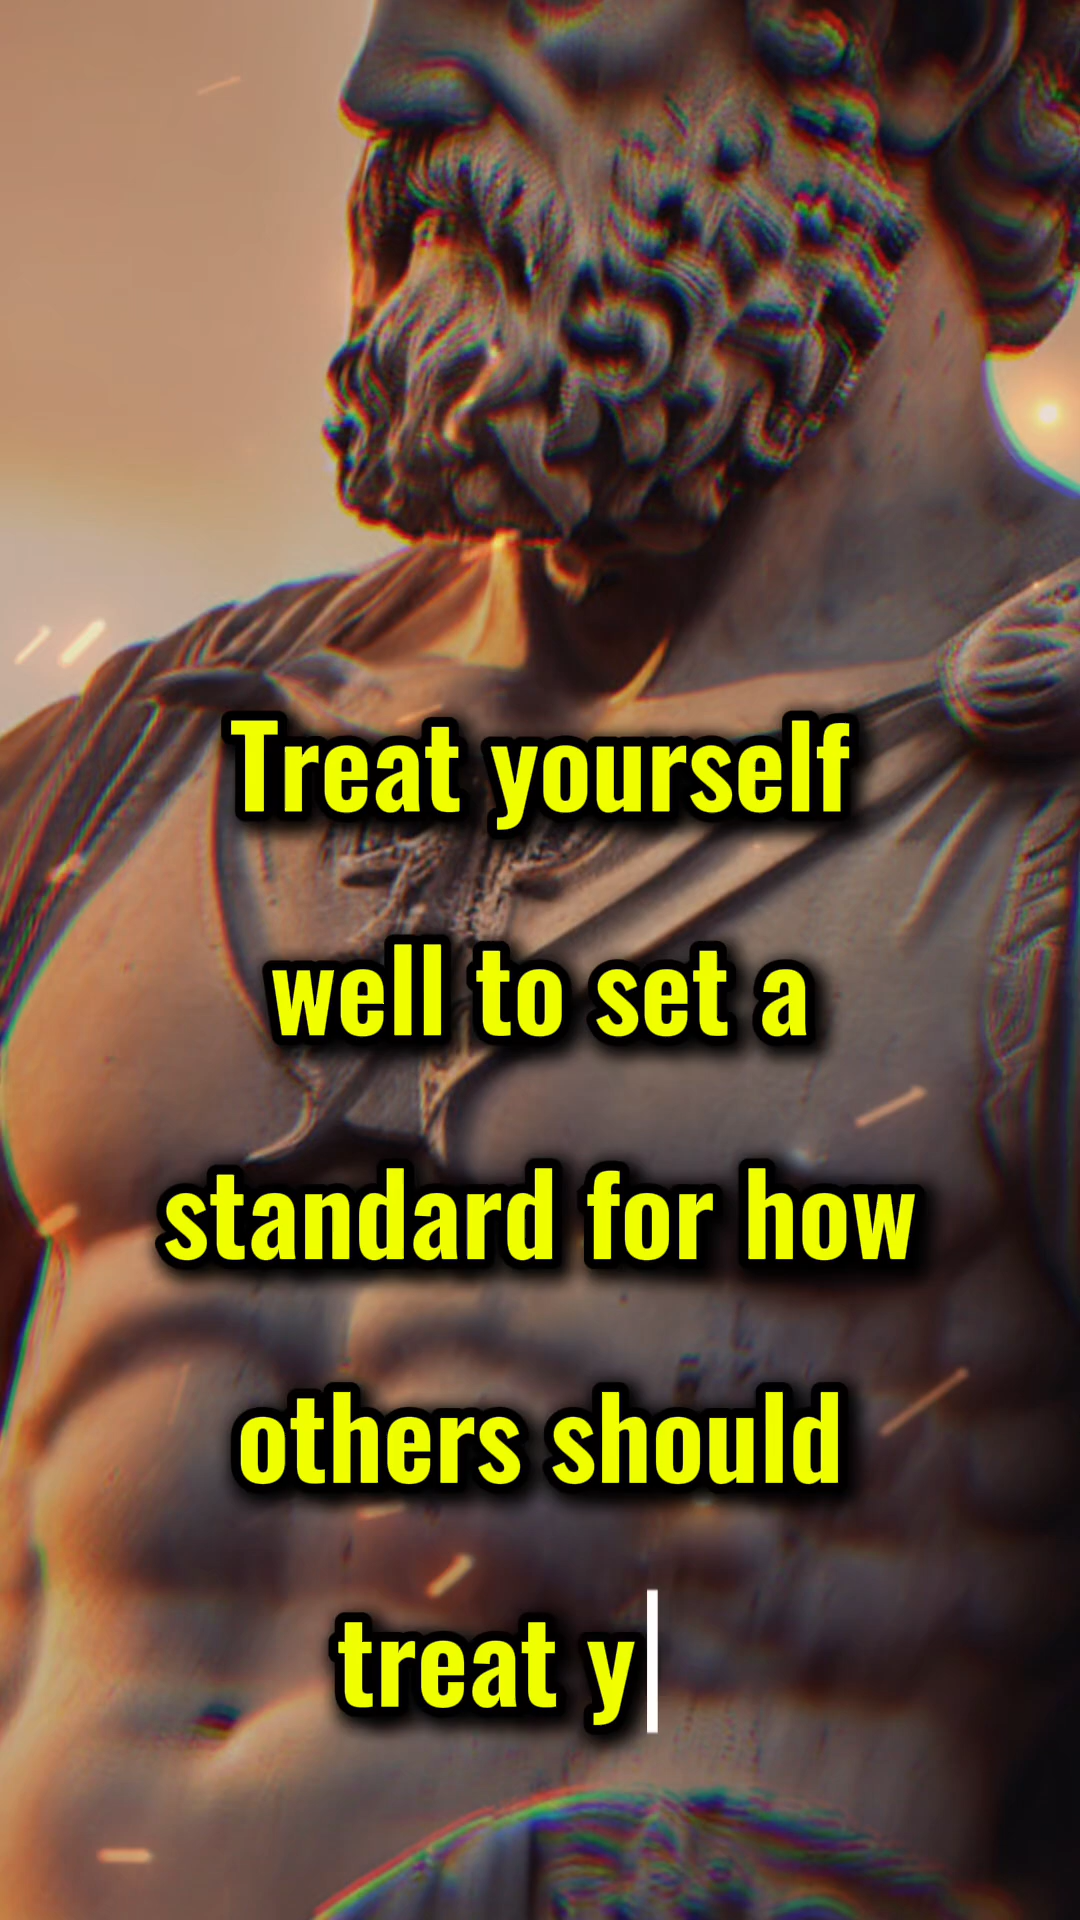 Treat yourself
well to set a
standard for how
others should
treat y